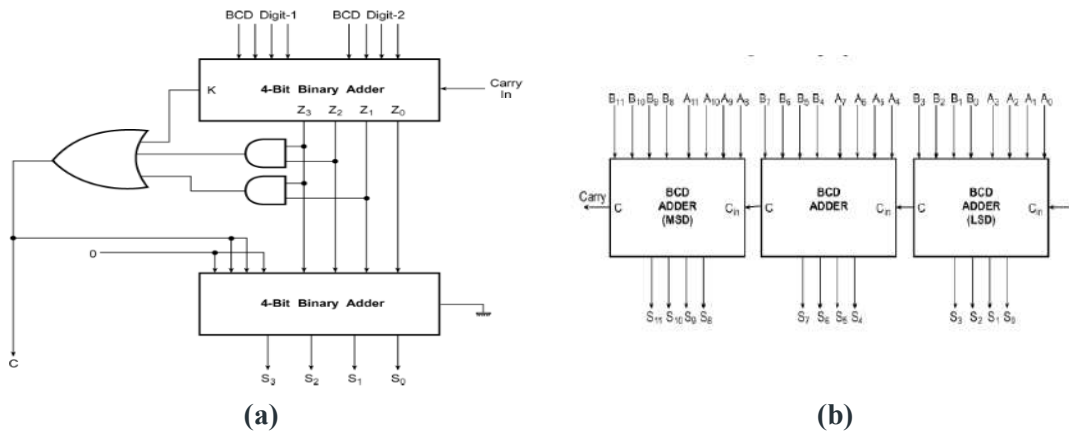 BCD Digit-1 BCD Digit-2
K 4-Bit Binary Adder Carry In
Z₃ Z₂ Z₁ Z₀
0
4-Bit Binary Adder
C
S₃ S₂ S₁ S₀
(a)
B₁₁ B₁₀ B₉ B₈ A₁₁ A₁₀ A₉ A₈ B₇ B₆ B₅ B₄ A₇ A₆ A₅ A₄ B₃ B₂ B₁ B₀ A₃ A₂ A₁ A₀
Carry C BCD ADDER (MSD) Cin
C BCD ADDER Cin
C BCD ADDER (LSD) Cin
S₁₁ S₁₀ S₉ S₈ S₇ S₆ S₅ S₄ S₃ S₂ S₁ S₀
(b)